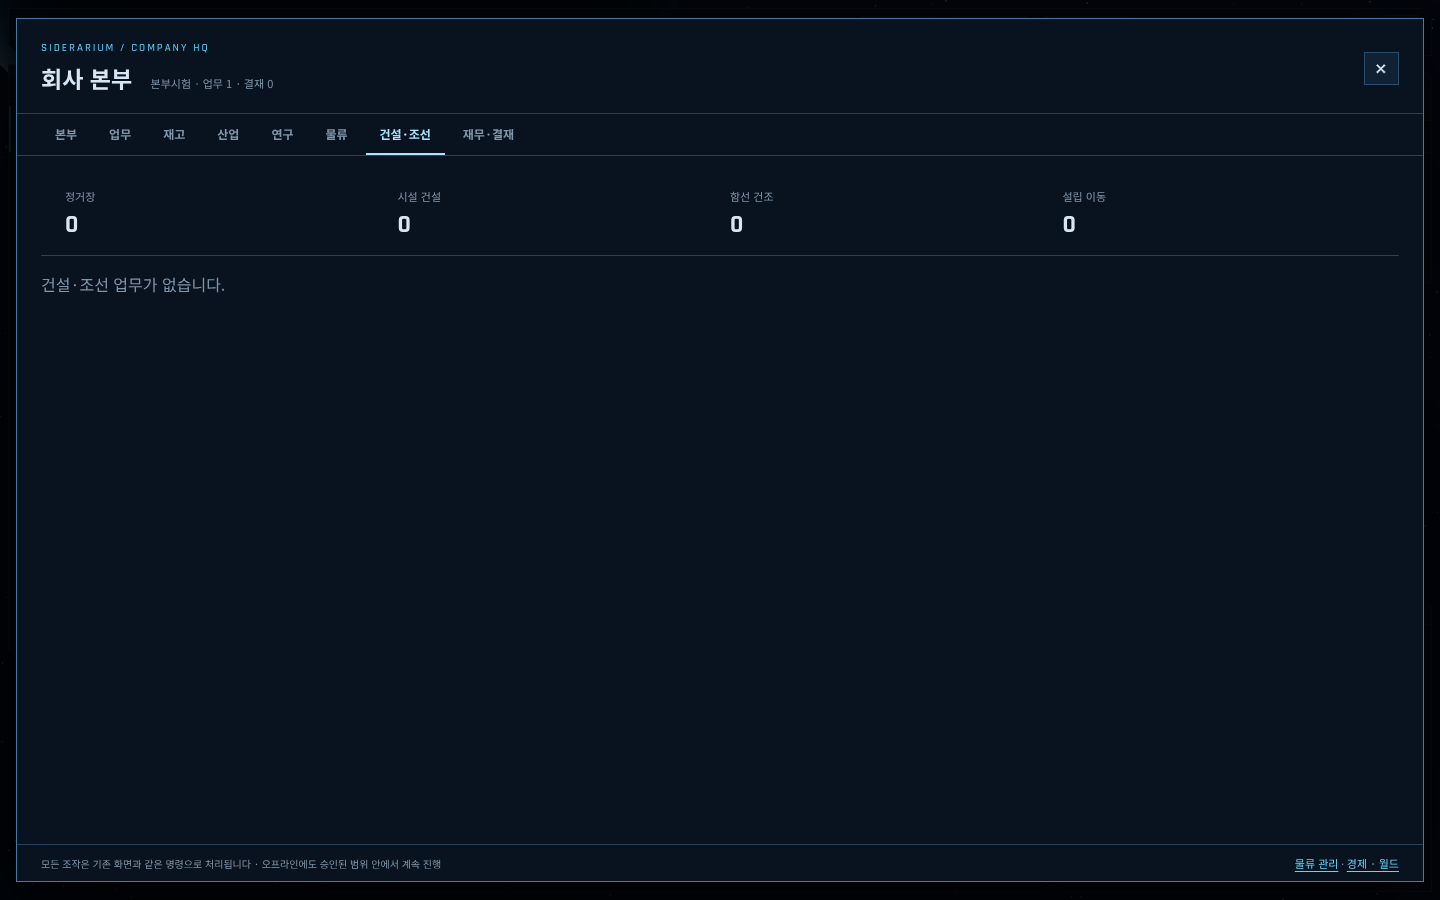 SIDERARIUM / COMPANY HQ
회사 본부 본부시험 · 업무 1 · 결재 0
×
본부 업무 재고 산업 연구 물류 건설·조선 재무·결재
정거장 시설 건설 함선 건조 설립 이동
0 0 0 0
건설·조선 업무가 없습니다.
모든 조작은 기존 화면과 같은 명령으로 처리됩니다 · 오프라인에도 승인된 범위 안에서 계속 진행
물류 관리 · 경제 · 월드